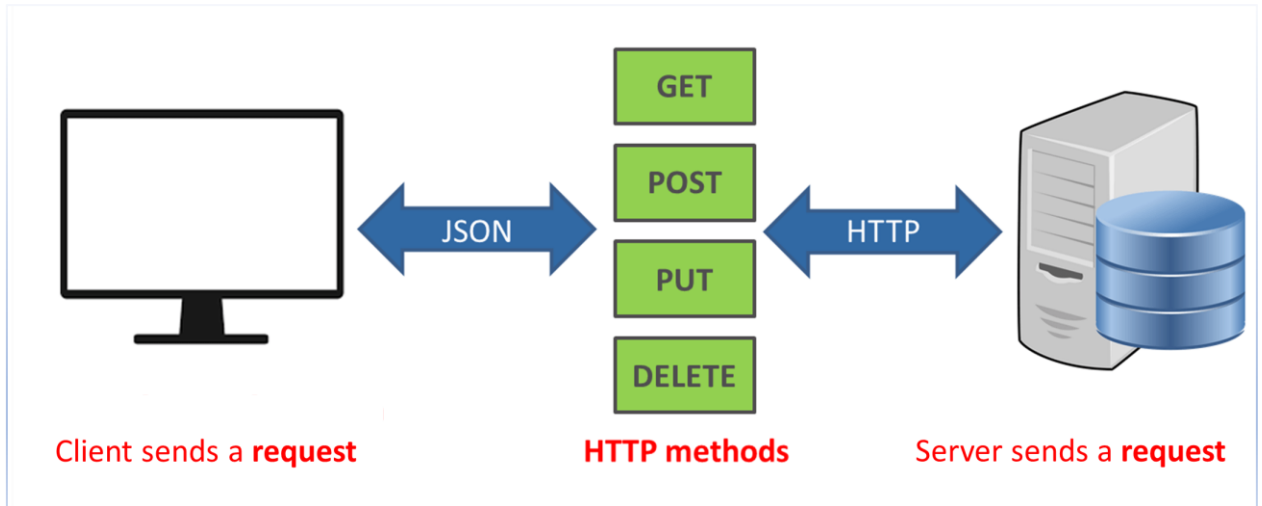 GET
POST
JSON
HTTP
PUT
DELETE
Client sends a request
HTTP methods
Server sends a request